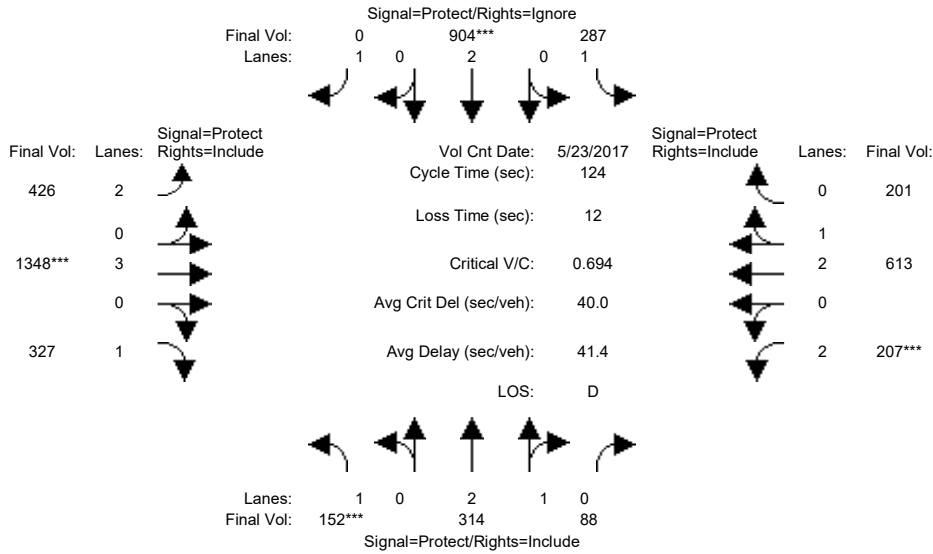 Signal=Protect/Rights=Ignore
Final Vol: 0 904*** 287
Lanes: 1 0 2 0 1
Signal=Protect
Final Vol: Lanes: Rights=Include
Vol Cnt Date: 5/23/2017
Signal=Protect
Rights=Include Lanes: Final Vol:
Cycle Time (sec): 124
426 2
0 201
Loss Time (sec): 12
0
1
1348*** 3
Critical V/C: 0.694
2 613
0
Avg Crit Del (sec/veh): 40.0
0
327 1
Avg Delay (sec/veh): 41.4
2 207***
LOS: D
Lanes: 1 0 2 1 0
Final Vol: 152*** 314 88
Signal=Protect/Rights=Include